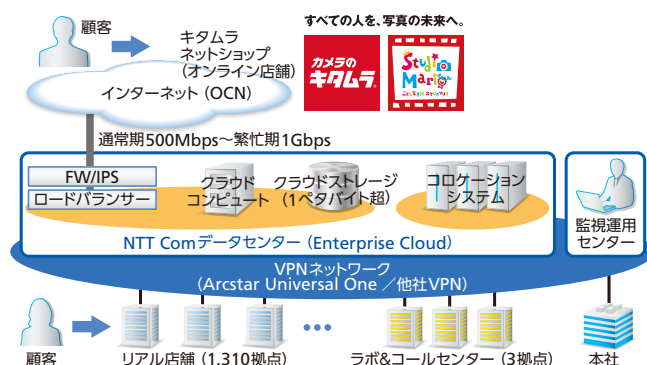 すべての人を、写真の未来へ。
顧客
キタムラ
ネットショップ
(オンライン店舗)
カメラの
キタムラ
Studio
Mario
インターネット(OCN)
通常期500Mbps～繁忙期1Gbps
FW/IPS
ロードバランサー
クラウド
コンピュート
クラウドストレージ
(1ペタバイト超)
コロケーション
システム
監視運用
センター
NTT Comデータセンター(Enterprise Cloud)
VPNネットワーク
(Arcstar Universal One／他社VPN)
顧客
リアル店舗(1,310拠点)
ラボ&コールセンター(3拠点)
本社